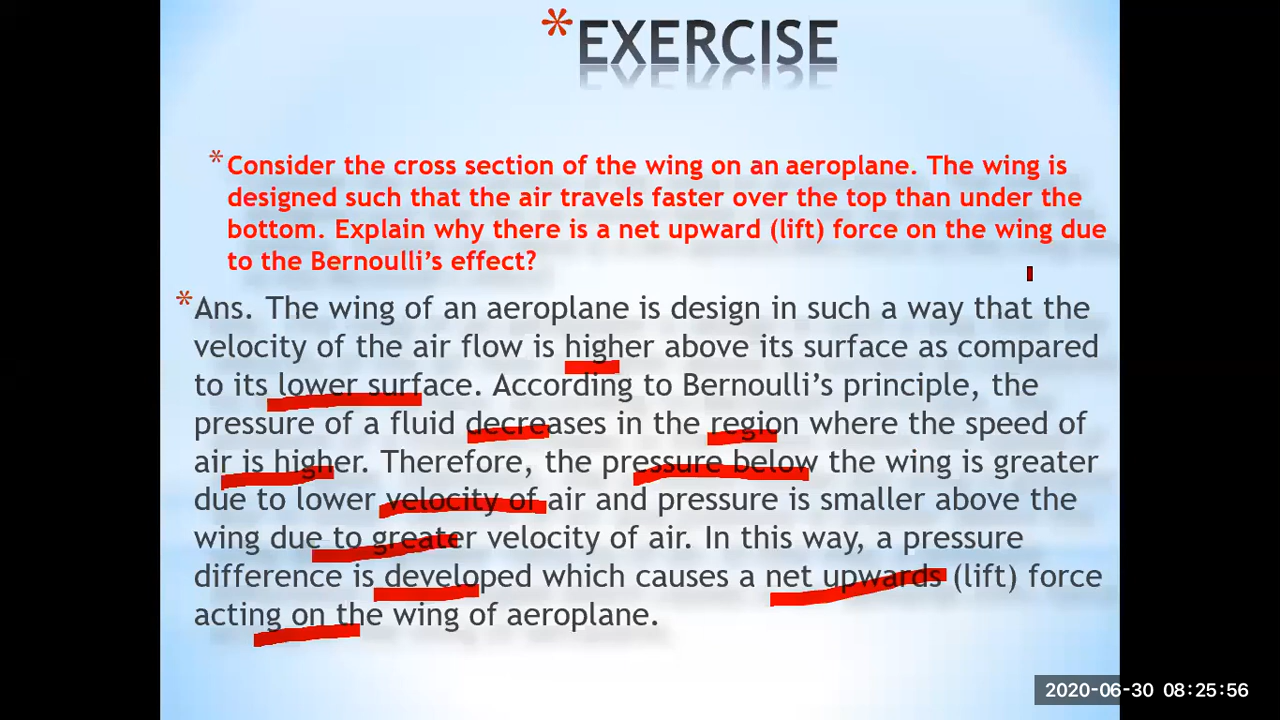 *EXERCISE
*Consider the cross section of the wing on an aeroplane. The wing is
designed such that the air travels faster over the top than under the
bottom. Explain why there is a net upward (lift) force on the wing due
to the Bernoulli’s effect?
*Ans. The wing of an aeroplane is design in such a way that the
velocity of the air flow is higher above its surface as compared
to its lower surface. According to Bernoulli’s principle, the
pressure of a fluid decreases in the region where the speed of
air is higher. Therefore, the pressure below the wing is greater
due to lower velocity of air and pressure is smaller above the
wing due to greater velocity of air. In this way, a pressure
difference is developed which causes a net upwards (lift) force
acting on the wing of aeroplane.
2020-06-30 08:25:56